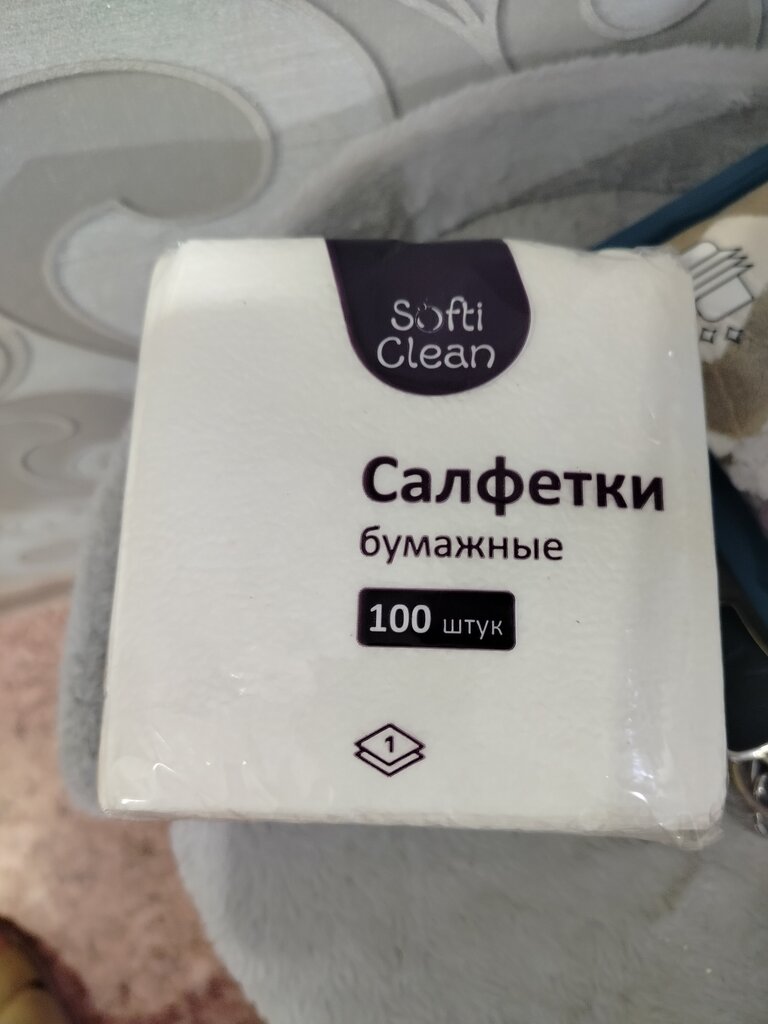 Softi
Clean
Салфетки
бумажные
100 штук
1